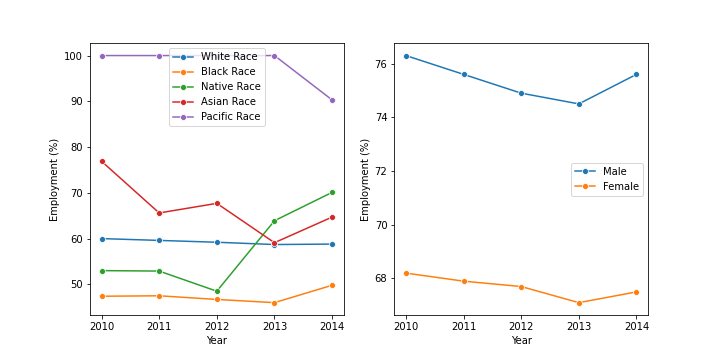 100
90
80
70
60
50
Employment (%)
2010 2011 2012 2013 2014
Year
White Race
Black Race
Native Race
Asian Race
Pacific Race
76
74
72
70
68
Employment (%)
2010 2011 2012 2013 2014
Year
Male
Female